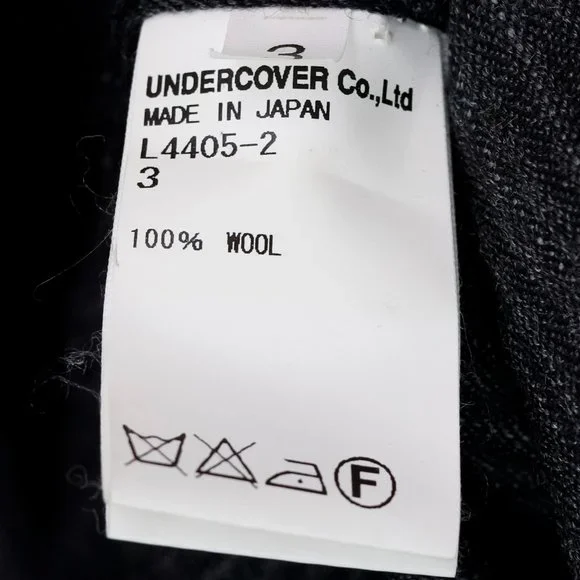 3
UNDERCOVER Co.,Ltd
MADE IN JAPAN
L4405-2
3
100% WOOL
F